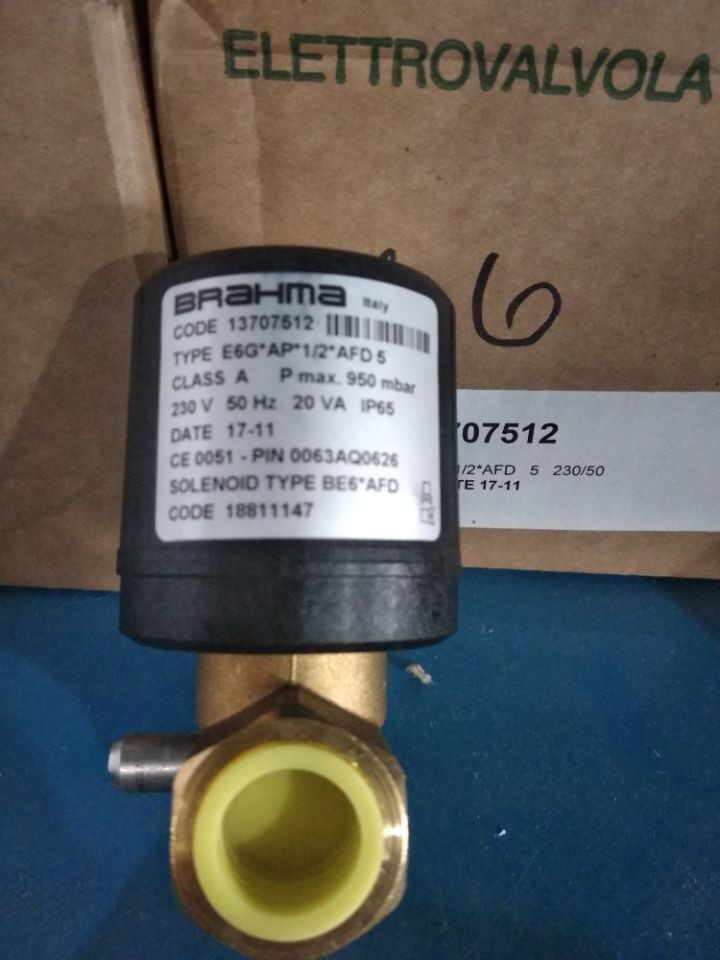 ELETTROVALVOLA
6
BRAHMA Italy
CODE 13707512
TYPE E6G*AP*1/2*AFD 5
CLASS A P max. 950 mbar
230 V 50 Hz 20 VA IP65
DATE 17-11
CE 0051 - PIN 0063AQ0626
SOLENOID TYPE BE6*AFD
CODE 18811147
707512
1/2*AFD 5 230/50
TE 17-11